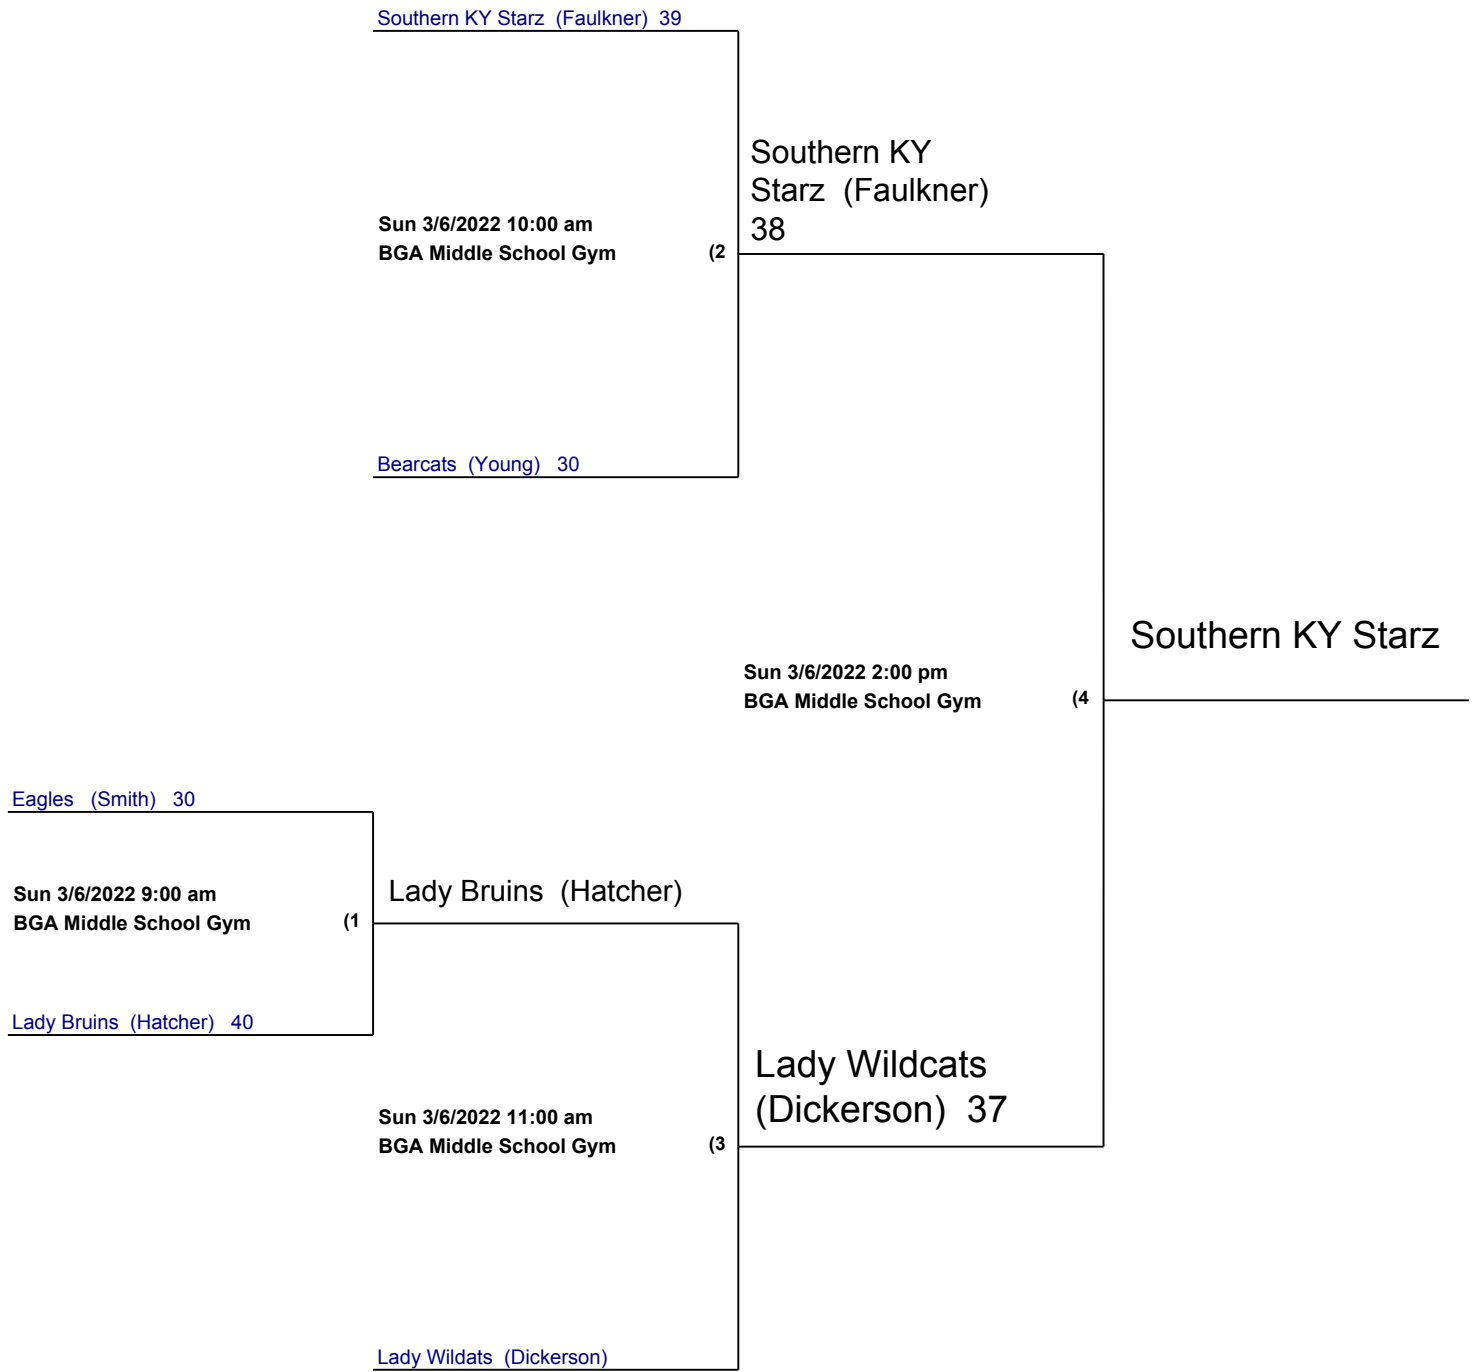 Southern KY Starz (Faulkner) 39
Southern KY
Starz (Faulkner)
38
Sun 3/6/2022 10:00 am
BGA Middle School Gym (2
Bearcats (Young) 30
Southern KY Starz
Sun 3/6/2022 2:00 pm
BGA Middle School Gym (4
Eagles (Smith) 30
Sun 3/6/2022 9:00 am
BGA Middle School Gym (1
Lady Bruins (Hatcher)
Lady Bruins (Hatcher) 40
Lady Wildcats
(Dickerson) 37
Sun 3/6/2022 11:00 am
BGA Middle School Gym (3
Lady Wildats (Dickerson)